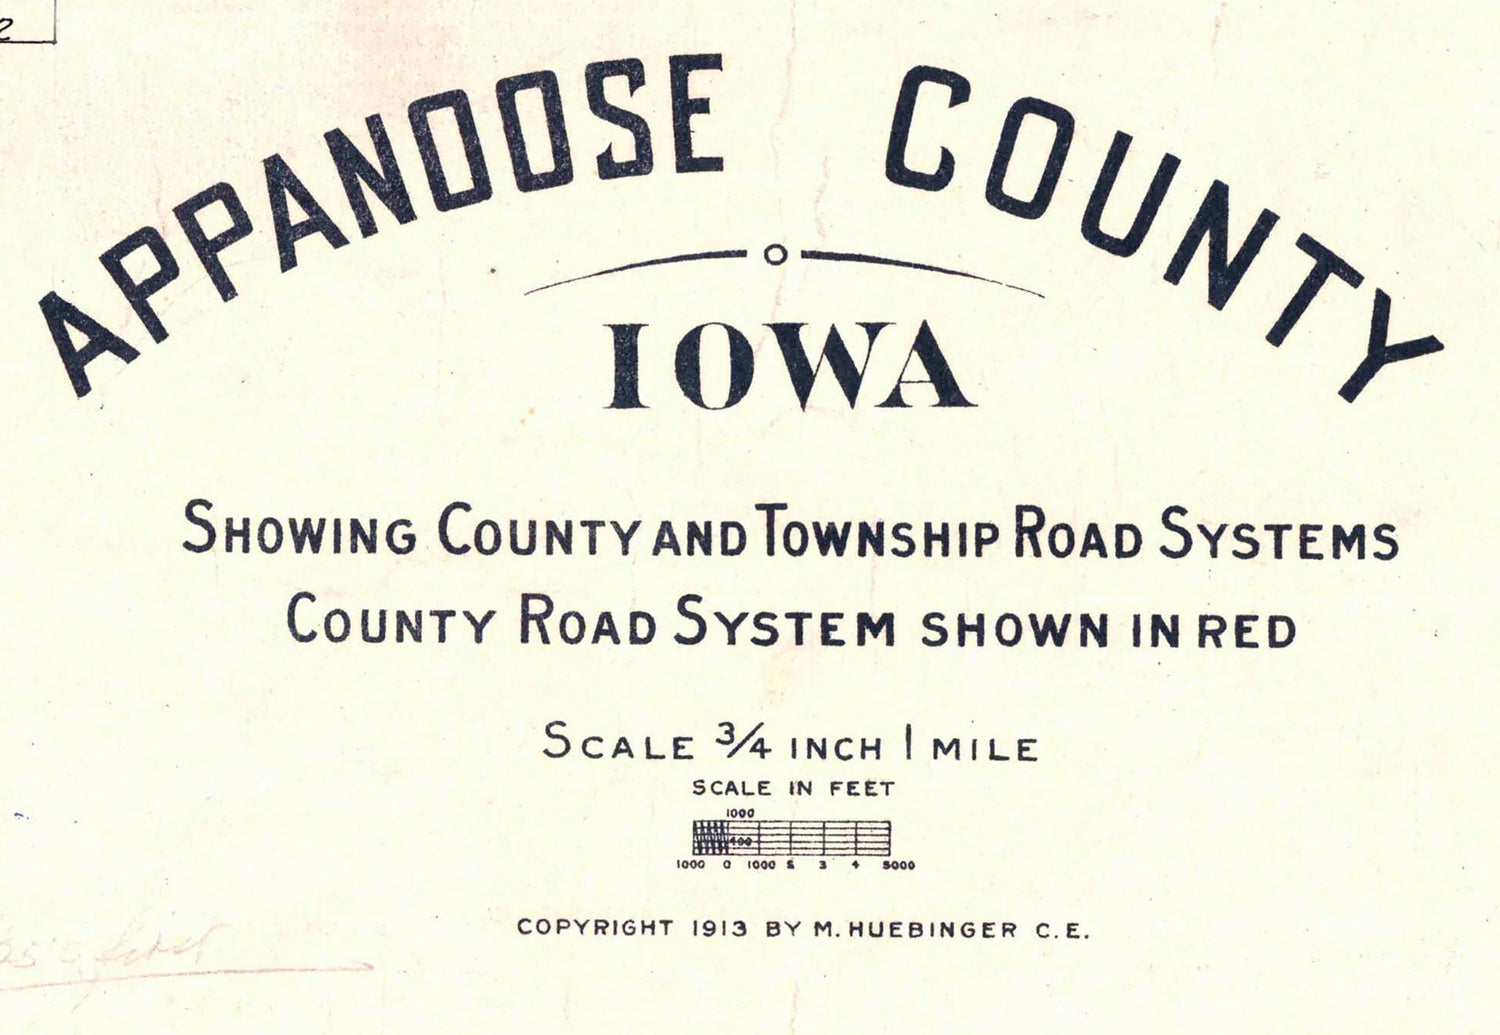 2
APPANOOSE COUNTY
IOWA
SHOWING COUNTY AND TOWNSHIP ROAD SYSTEMS
COUNTY ROAD SYSTEM SHOWN IN RED
SCALE 3/4 INCH 1 MILE
SCALE IN FEET
1000
400
1000 0 1000 2 3 4 5000
COPYRIGHT 1913 BY M. HUEBINGER C.E.